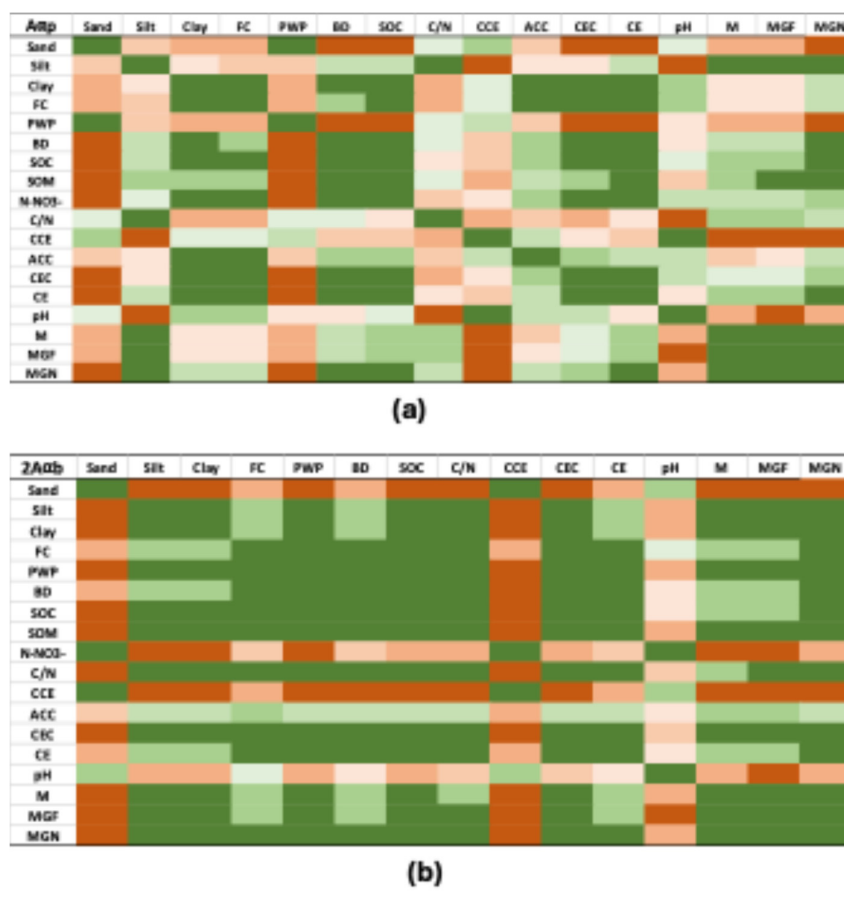 Aαp Sand Silt Clay FC PWP BD SOC C/N CCE ACC CEC CE pH M MGF MGN
Sand
Silt
Clay
FC
PWP
BD
SOC
SOM
N-NO3-
C/N
CCE
ACC
CEC
CE
pH
M
MGF
MGN
(a)
2Aαb Sand Silt Clay FC PWP BD SOC C/N CCE CEC CE pH M MGF MGN
Sand
Silt
Clay
FC
PWP
BD
SOC
SOM
N-NO3-
C/N
CCE
ACC
CEC
CE
pH
M
MGF
MGN
(b)